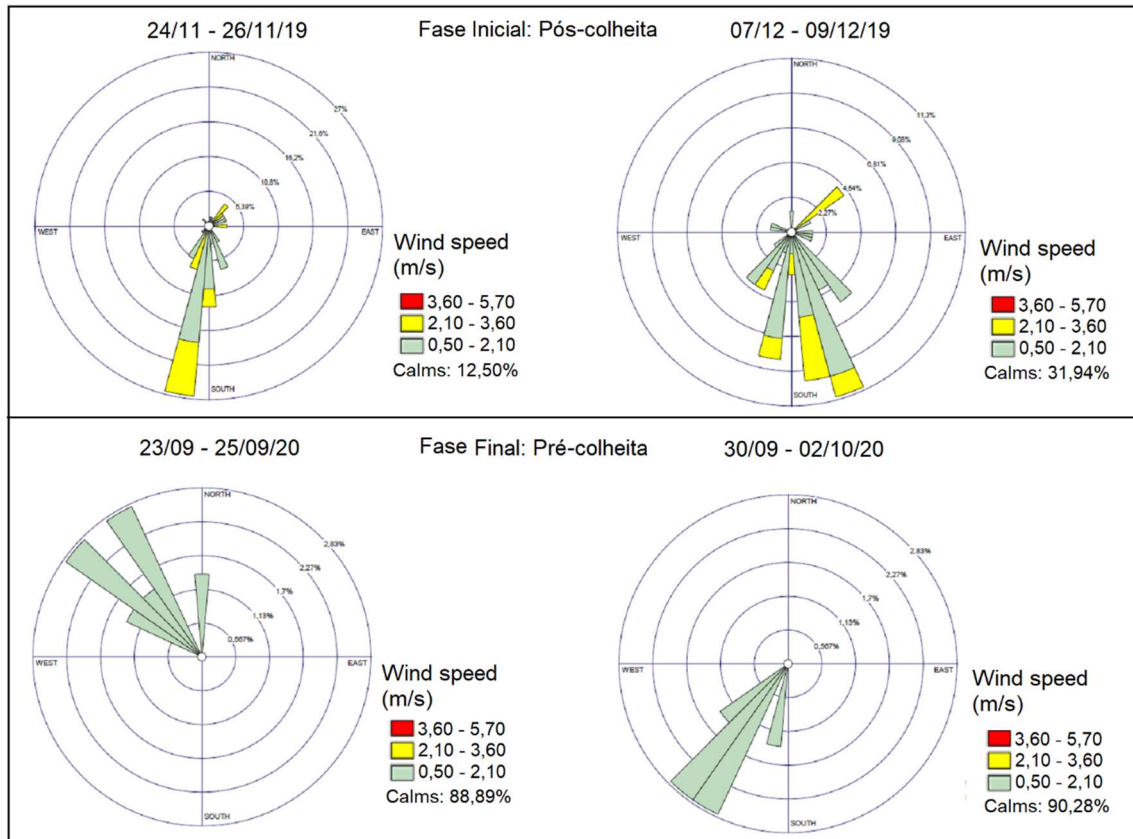 24/11 - 26/11/19
Fase Inicial: Pós-colheita
07/12 - 09/12/19
NORTH
27%
21,6%
16,2%
10,8%
5,39%
WEST
EAST
SOUTH
Wind speed
(m/s)
3,60 - 5,70
2,10 - 3,60
0,50 - 2,10
Calms: 12,50%
NORTH
11,3%
9,08%
6,81%
4,54%
2,27%
WEST
EAST
SOUTH
Wind speed
(m/s)
3,60 - 5,70
2,10 - 3,60
0,50 - 2,10
Calms: 31,94%
23/09 - 25/09/20
Fase Final: Pré-colheita
30/09 - 02/10/20
NORTH
2,83%
2,27%
1,7%
1,13%
0,567%
WEST
EAST
SOUTH
Wind speed
(m/s)
3,60 - 5,70
2,10 - 3,60
0,50 - 2,10
Calms: 88,89%
NORTH
2,83%
2,27%
1,7%
1,13%
0,567%
WEST
EAST
SOUTH
Wind speed
(m/s)
3,60 - 5,70
2,10 - 3,60
0,50 - 2,10
Calms: 90,28%